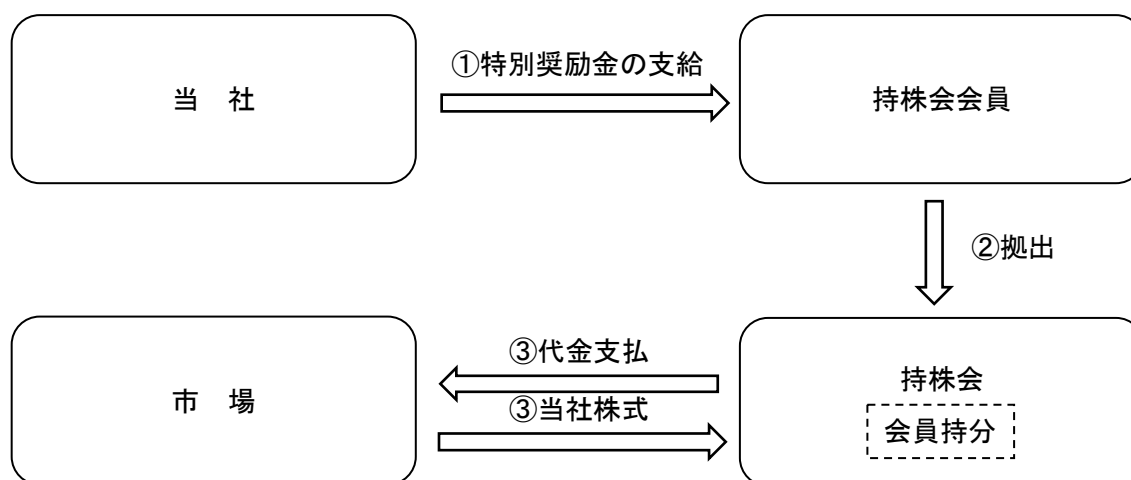 ①特別奨励金の支給
当　社
持株会会員
②拠出
③代金支払
持株会
市　場
③当社株式
会員持分